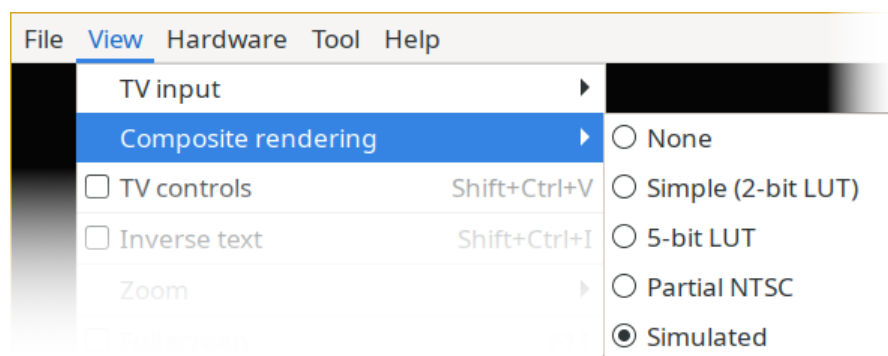 File View Hardware Tool Help
TV input
Composite rendering
None
TV controls Shift+Ctrl+V
Simple (2-bit LUT)
Inverse text Shift+Ctrl+I
5-bit LUT
Zoom
Partial NTSC
Simulated